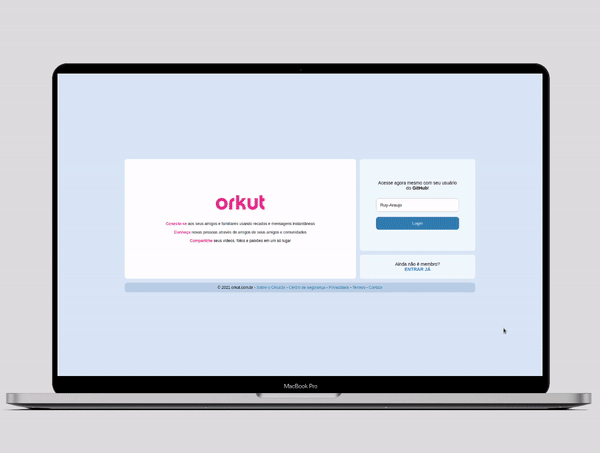 orkut
Conecte-se aos seus amigos e familiares usando recados e mensagens instantâneas
Conheça novas pessoas através de amigos de seus amigos e comunidades
Compartilhe seus vídeos, fotos e paixões em um só lugar
Acesse agora mesmo com seu usuário
do GitHub!
Ruy-Araujo
Login
Ainda não é membro?
ENTRAR JÁ
© 2021 orkut.com.br - Sobre o Orkut.br - Centro de segurança - Privacidade - Termos - Contato
MacBook Pro